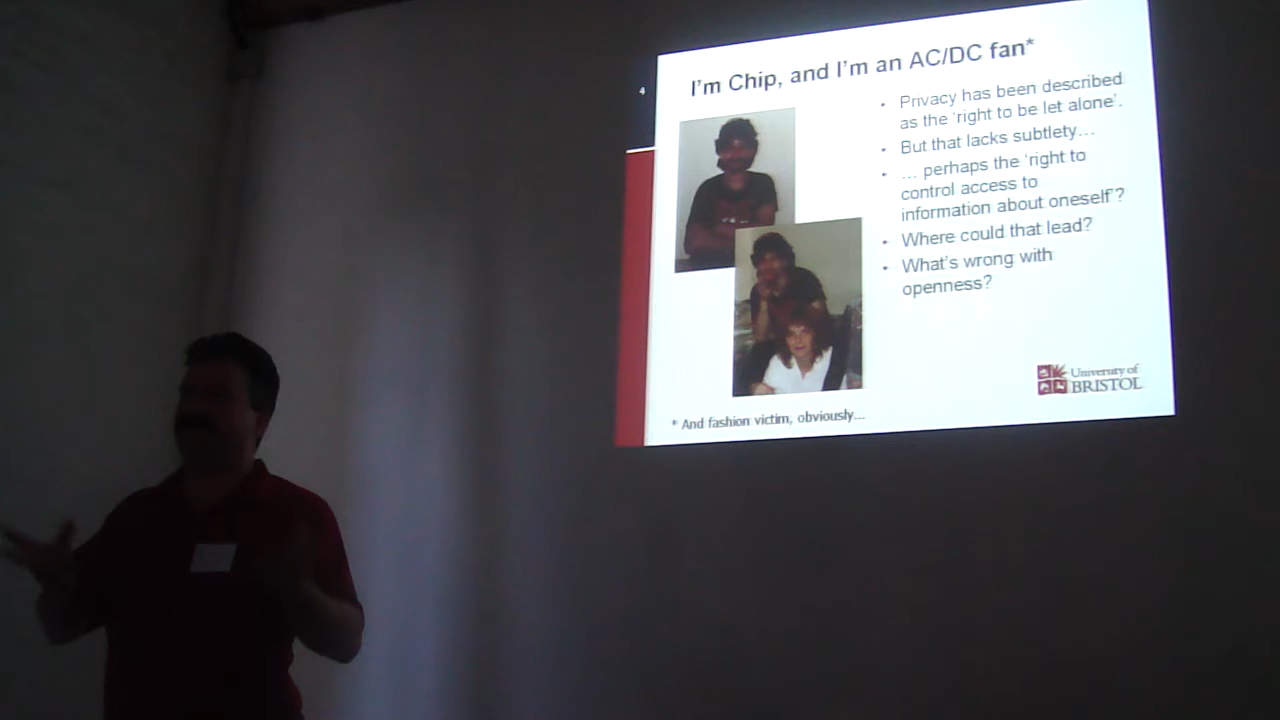 4
I'm Chip, and I'm an AC/DC fan*
• Privacy has been described
as the 'right to be let alone'.
• But that lacks subtlety…
• … perhaps the 'right to
control access to
information about oneself'?
• Where could that lead?
• What's wrong with
openness?
University of
BRISTOL
* And fashion victim, obviously…